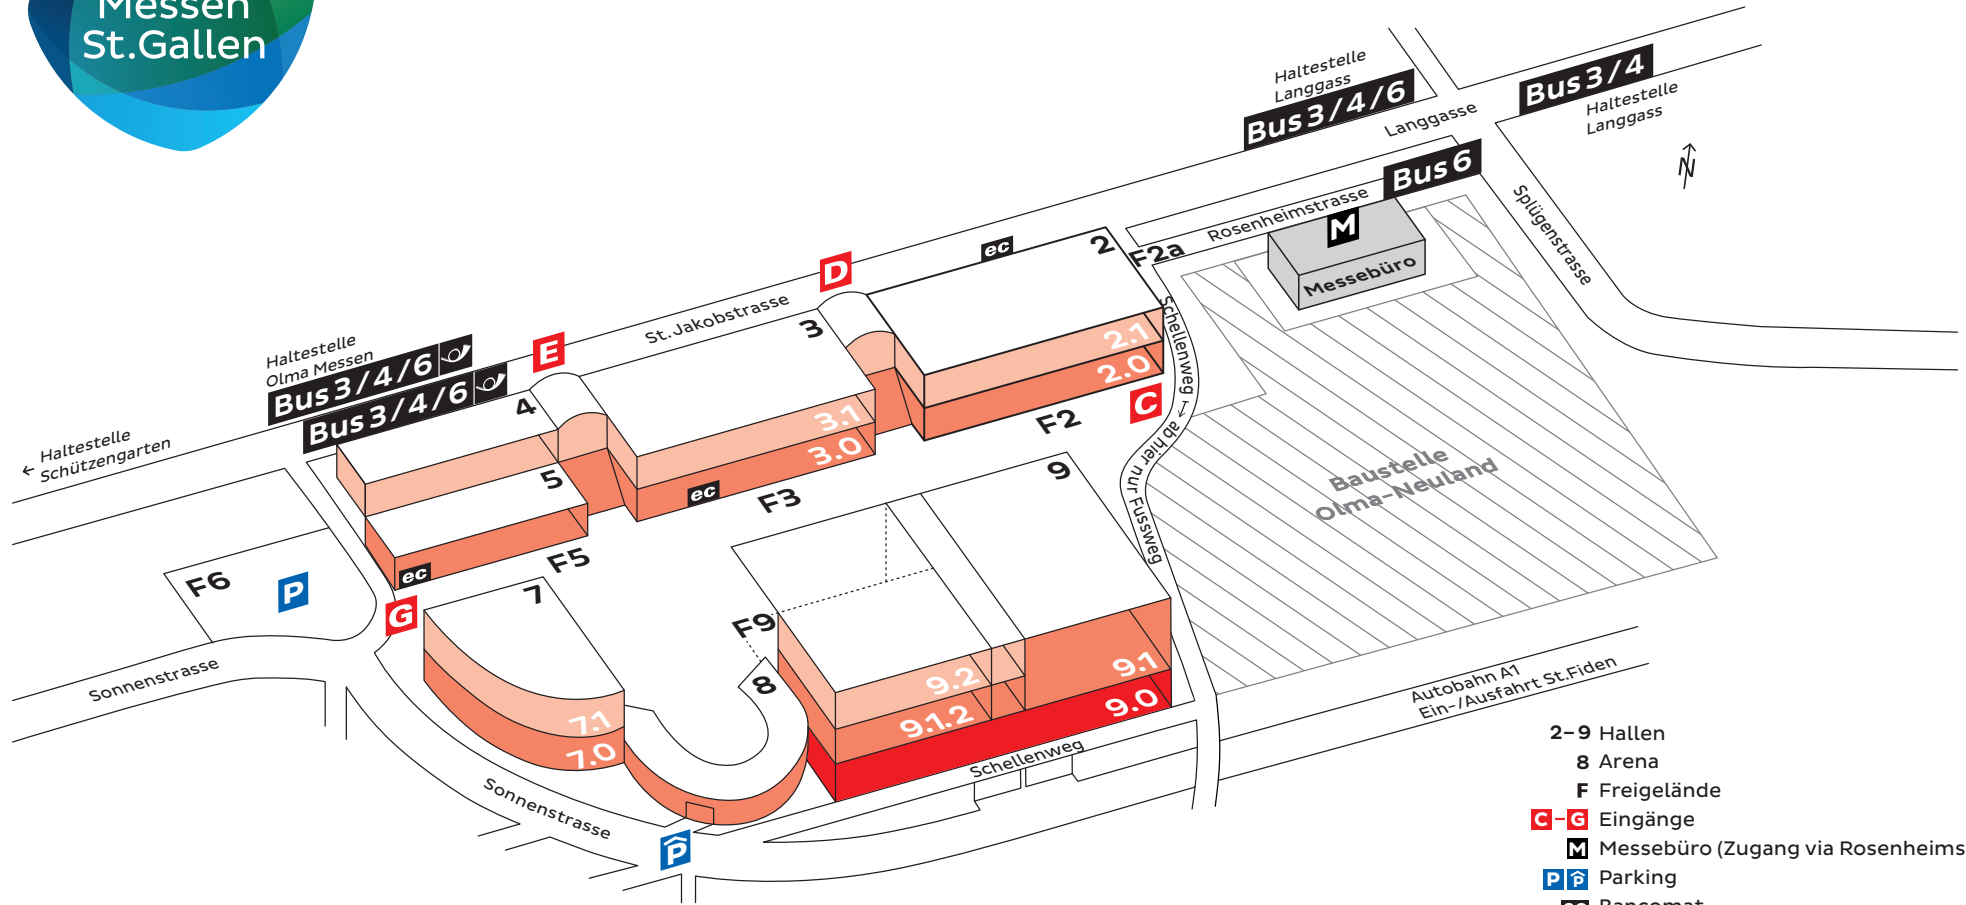 Messen
St.Gallen
Haltestelle
Langgass
Bus 3/4/6
Bus 3/4
Haltestelle
Langgass
Langgasse
N
Bus 6
Rosenheimstrasse
M
Messebüro
Splügenstrasse
ec
2
F2a
D
St. Jakobstrasse
3
E
Haltestelle
Olma Messen
Bus 3/4/6
Bus 3/4/6
← Haltestelle
Schützengarten
4
5
2.1
2.0
C
F2
3.1
3.0
ec
F3
Schellenweg → ab hier nur Fussweg
Baustelle
Olma-Neuland
9
F5
ec
F6
P
G
7
F9
8
7.1
7.0
9.2
9.1.2
9.1
9.0
Sonnenstrasse
Sonnenstrasse
Schellenweg
P
Autobahn A1
Ein-/Ausfahrt St.Fiden
2–9 Hallen
8 Arena
F Freigelände
C–G Eingänge
M Messebüro (Zugang via Rosenheims
P P Parking